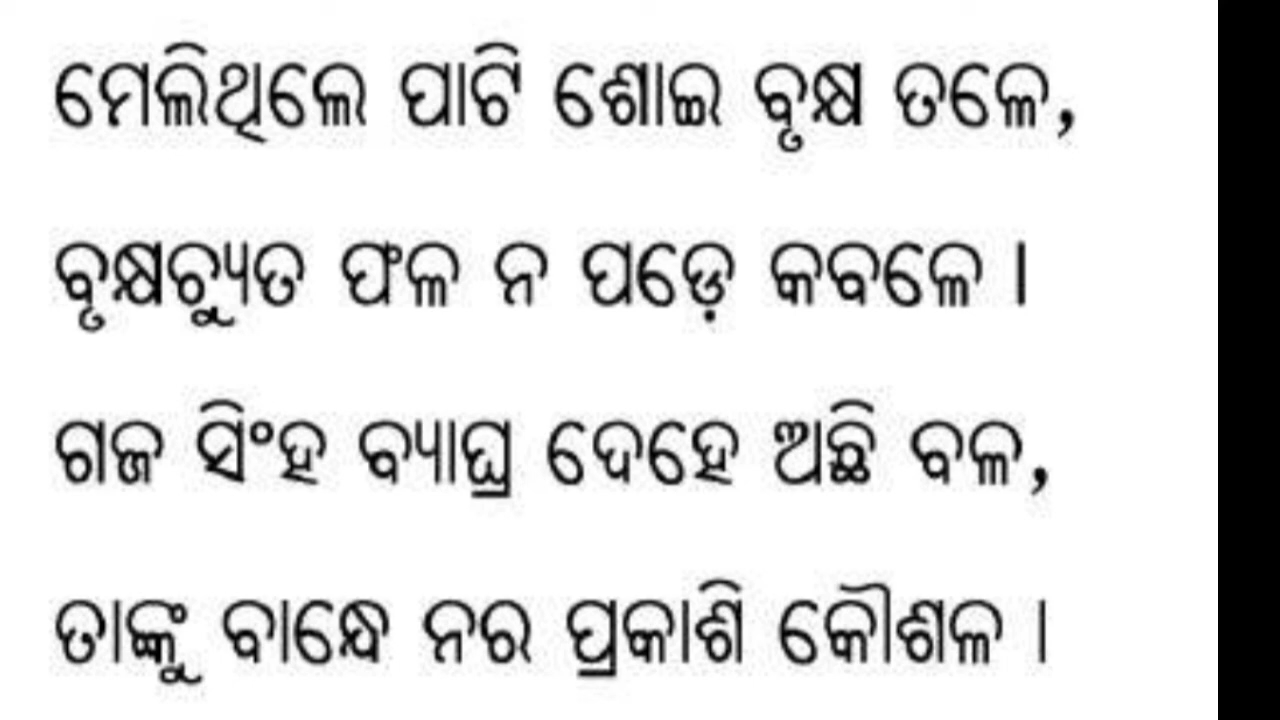 ମେଲିଥିଲେ ପାଟି ଶୋଇ ବୃକ୍ଷ ତଳେ,
ବୃକ୍ଷଚ୍ୟୁତ ଫଳ ନ ପଡ଼େ କବଳେ ।
ଗଜ ସିଂହ ବ୍ୟାଘ୍ର ଦେହେ ଅଛି ବଳ,
ତାଙ୍କୁ ବାନ୍ଧେ ନର ପ୍ରକାଶି କୌଶଳ ।